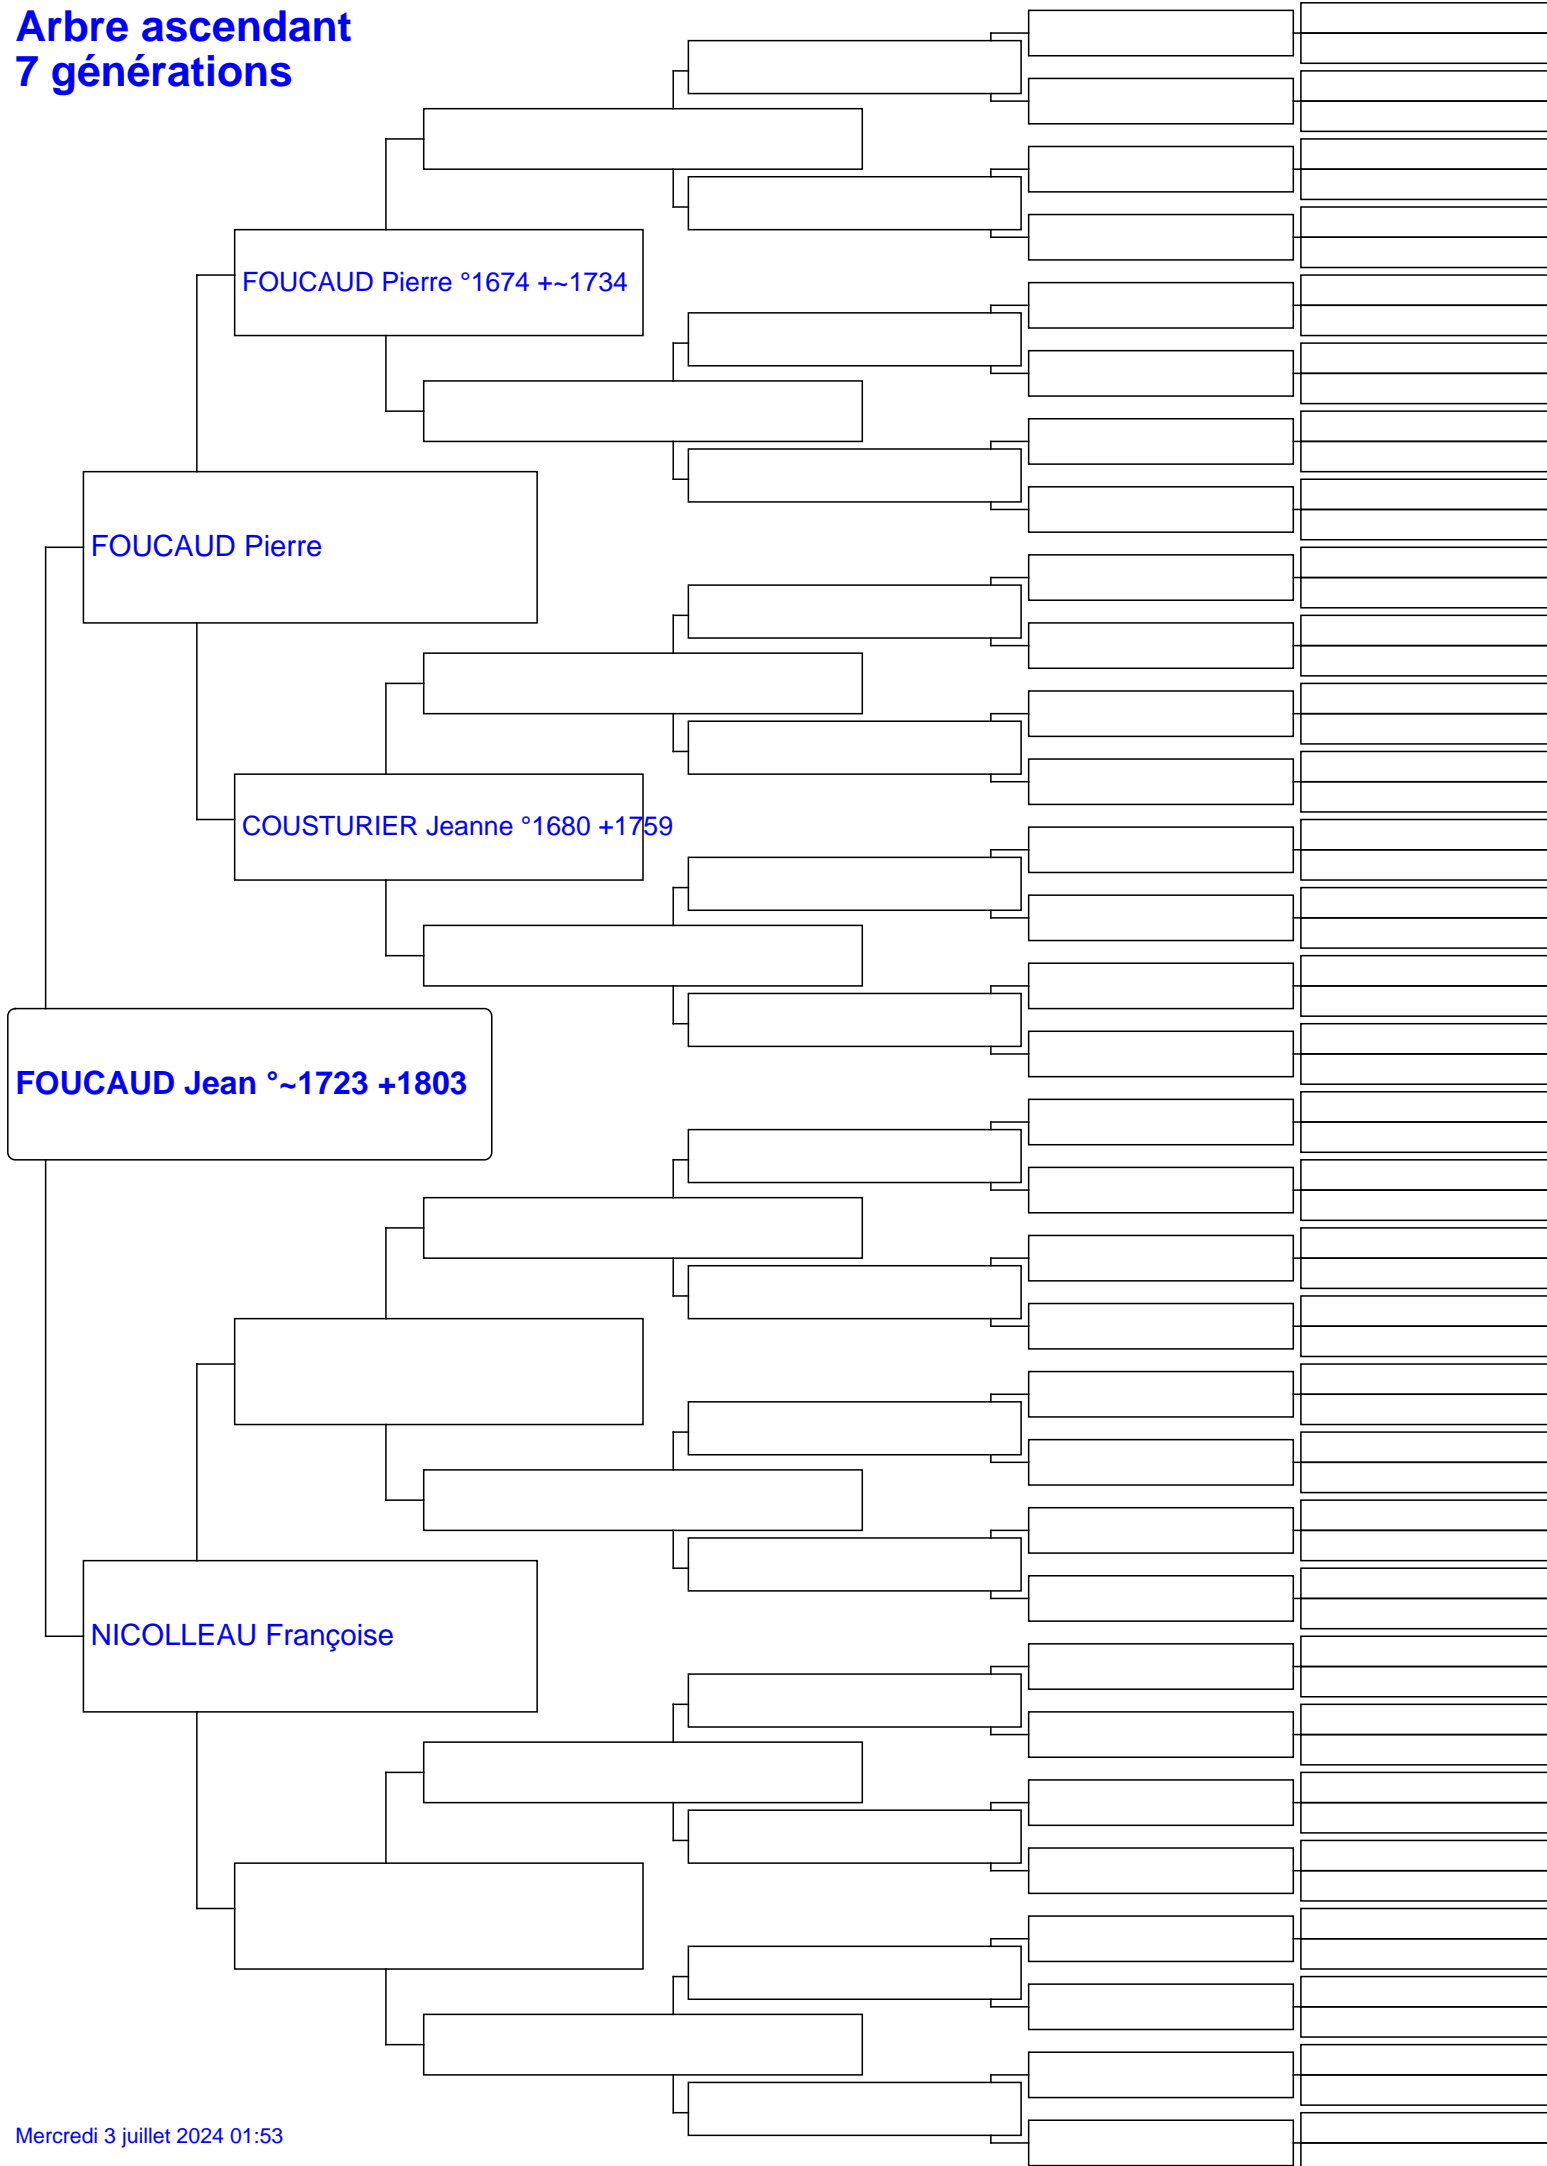 Arbre ascendant
7 générations
FOUCAUD Pierre °1674 +~1734
FOUCAUD Pierre
COUSTURIER Jeanne °1680 +1759
FOUCAUD Jean °~1723 +1803
NICOLLEAU Françoise
Mercredi 3 juillet 2024 01:53